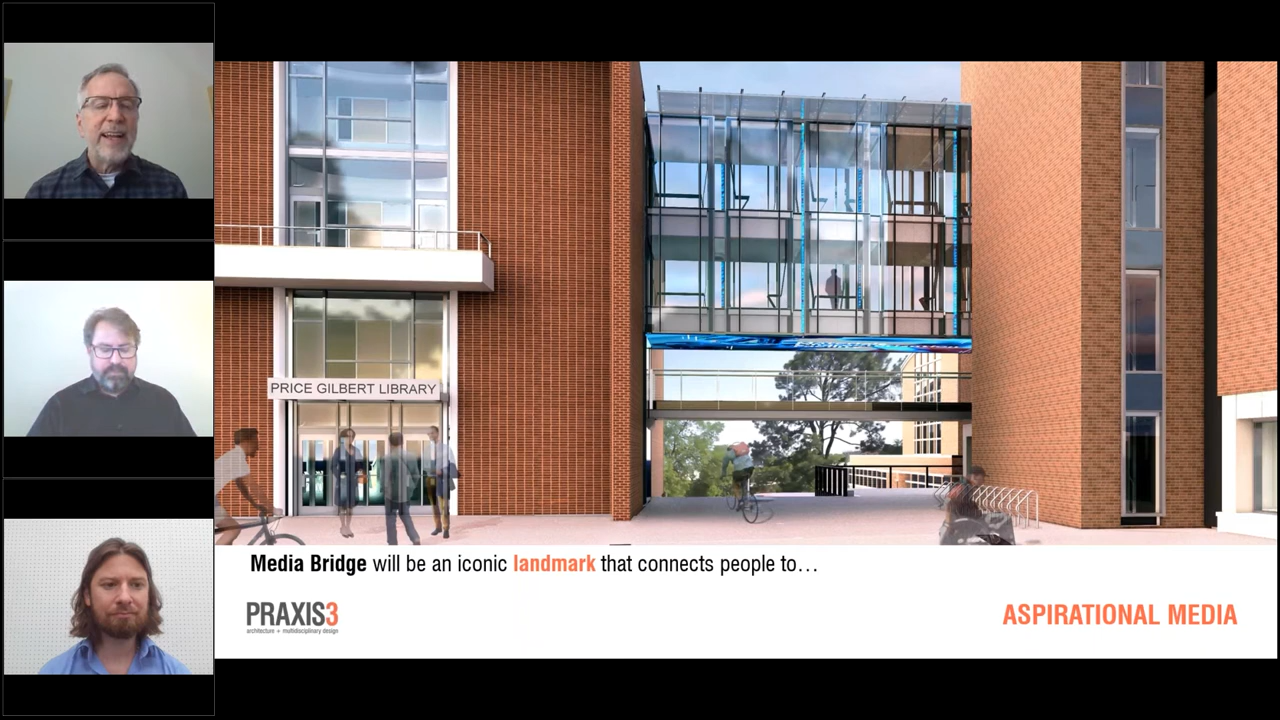 PRICE GILBERT LIBRARY
Media Bridge will be an iconic landmark that connects people to…
PRAXIS3
architecture + multidisciplinary design
ASPIRATIONAL MEDIA